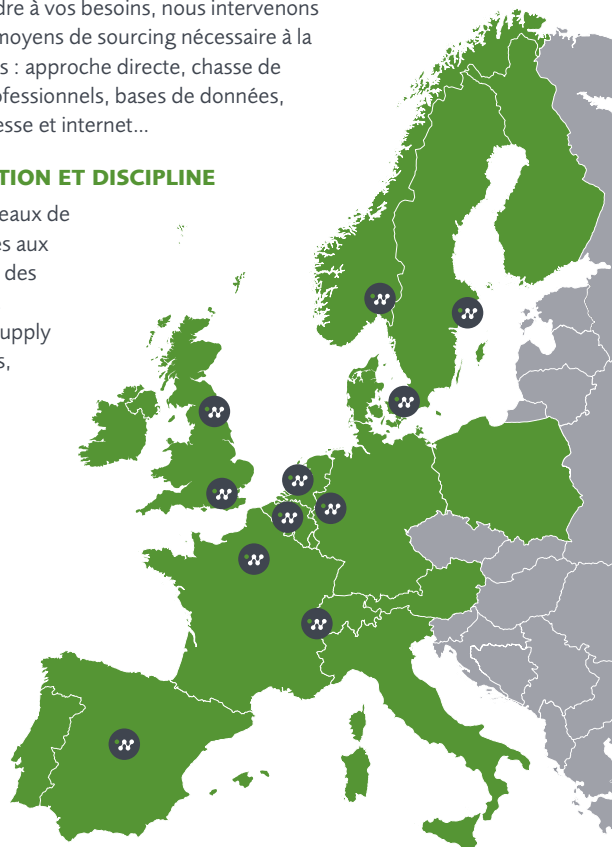 dre à vos besoins, nous intervenons
moyens de sourcing nécessaire à la
s : approche directe, chasse de
ofessionnels, bases de données,
esse et internet...
TION ET DISCIPLINE
eaux de
es aux
des
upply
s,